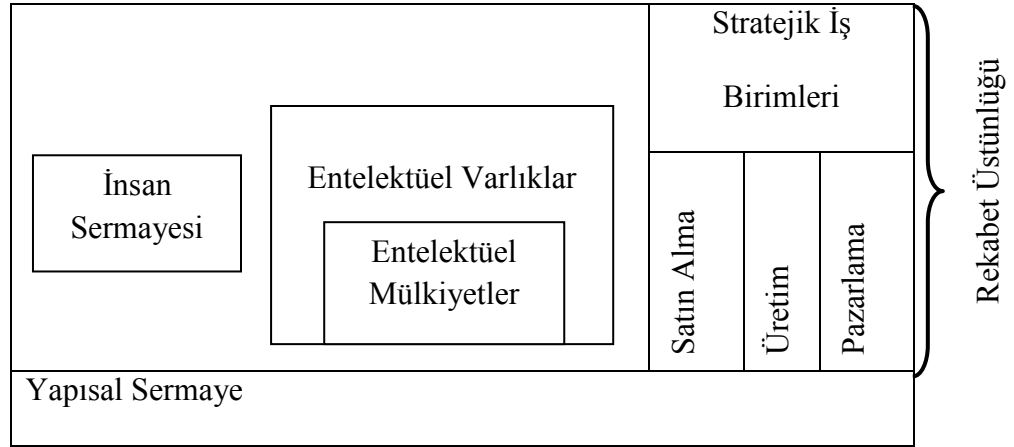 Stratejik İş
Birimleri
İnsan
Sermayesi
Entelektüel Varlıklar
Entelektüel
Mülkiyetler
Satın Alma
Üretim
Pazarlama
Rekabet Üstünlüğü
Yapısal Sermaye